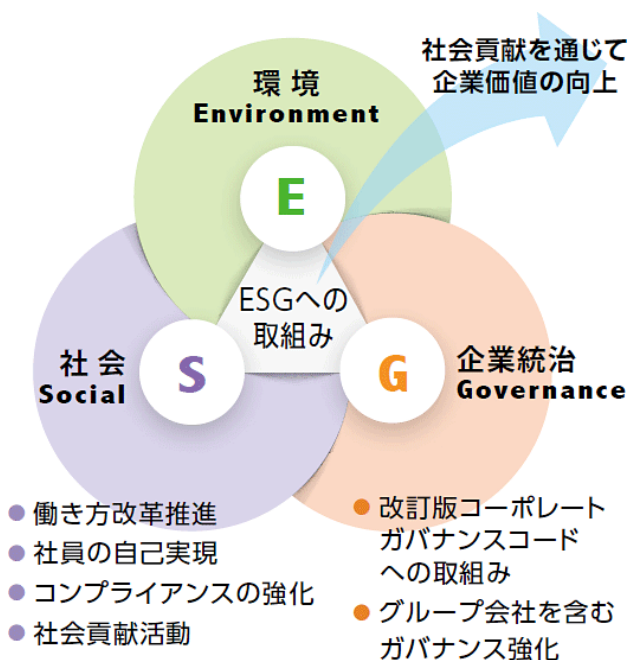 社会貢献を通じて
企業価値の向上
環 境
Environment
E
ESGへの
取組み
社 会
Social
S
G
企業統治
Governance
● 働き方改革推進
● 社員の自己実現
● コンプライアンスの強化
● 社会貢献活動
● 改訂版コーポレート
ガバナンスコード
への取組み
● グループ会社を含む
ガバナンス強化